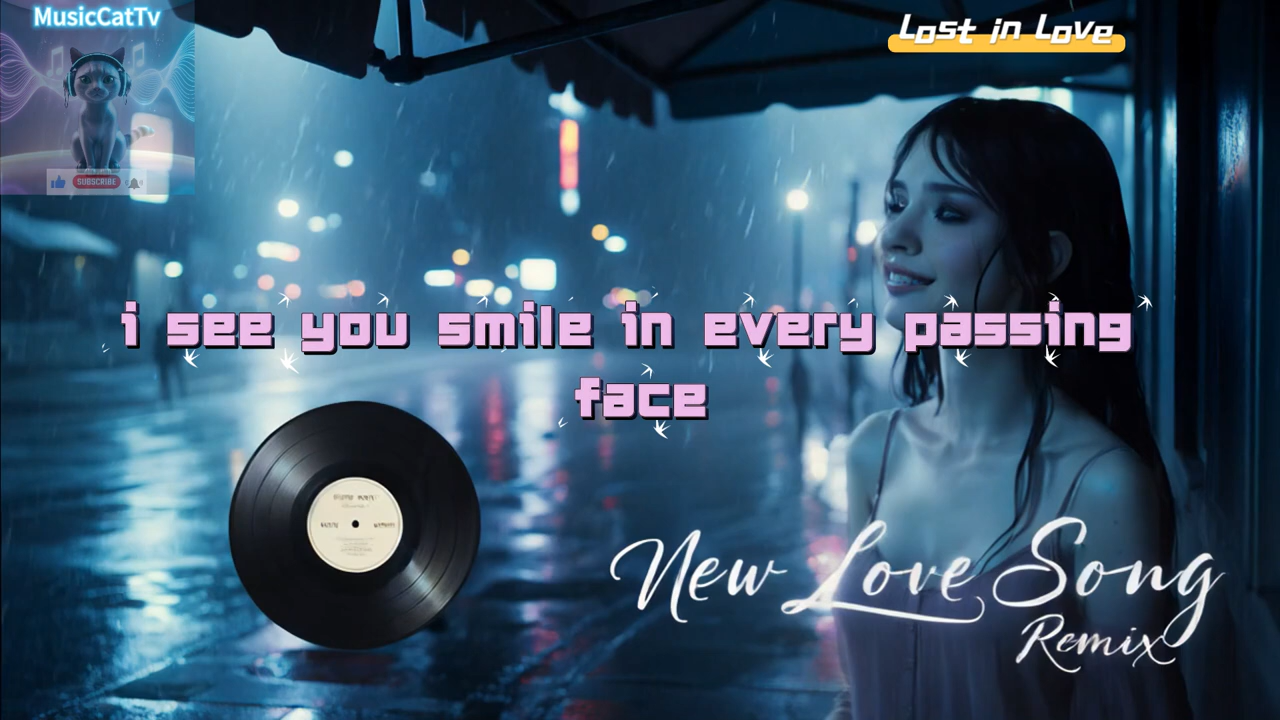 MusicCatTv
Lost in Love
SUBSCRIBE
i see you smile in every passing
face
New Love Song
Remix